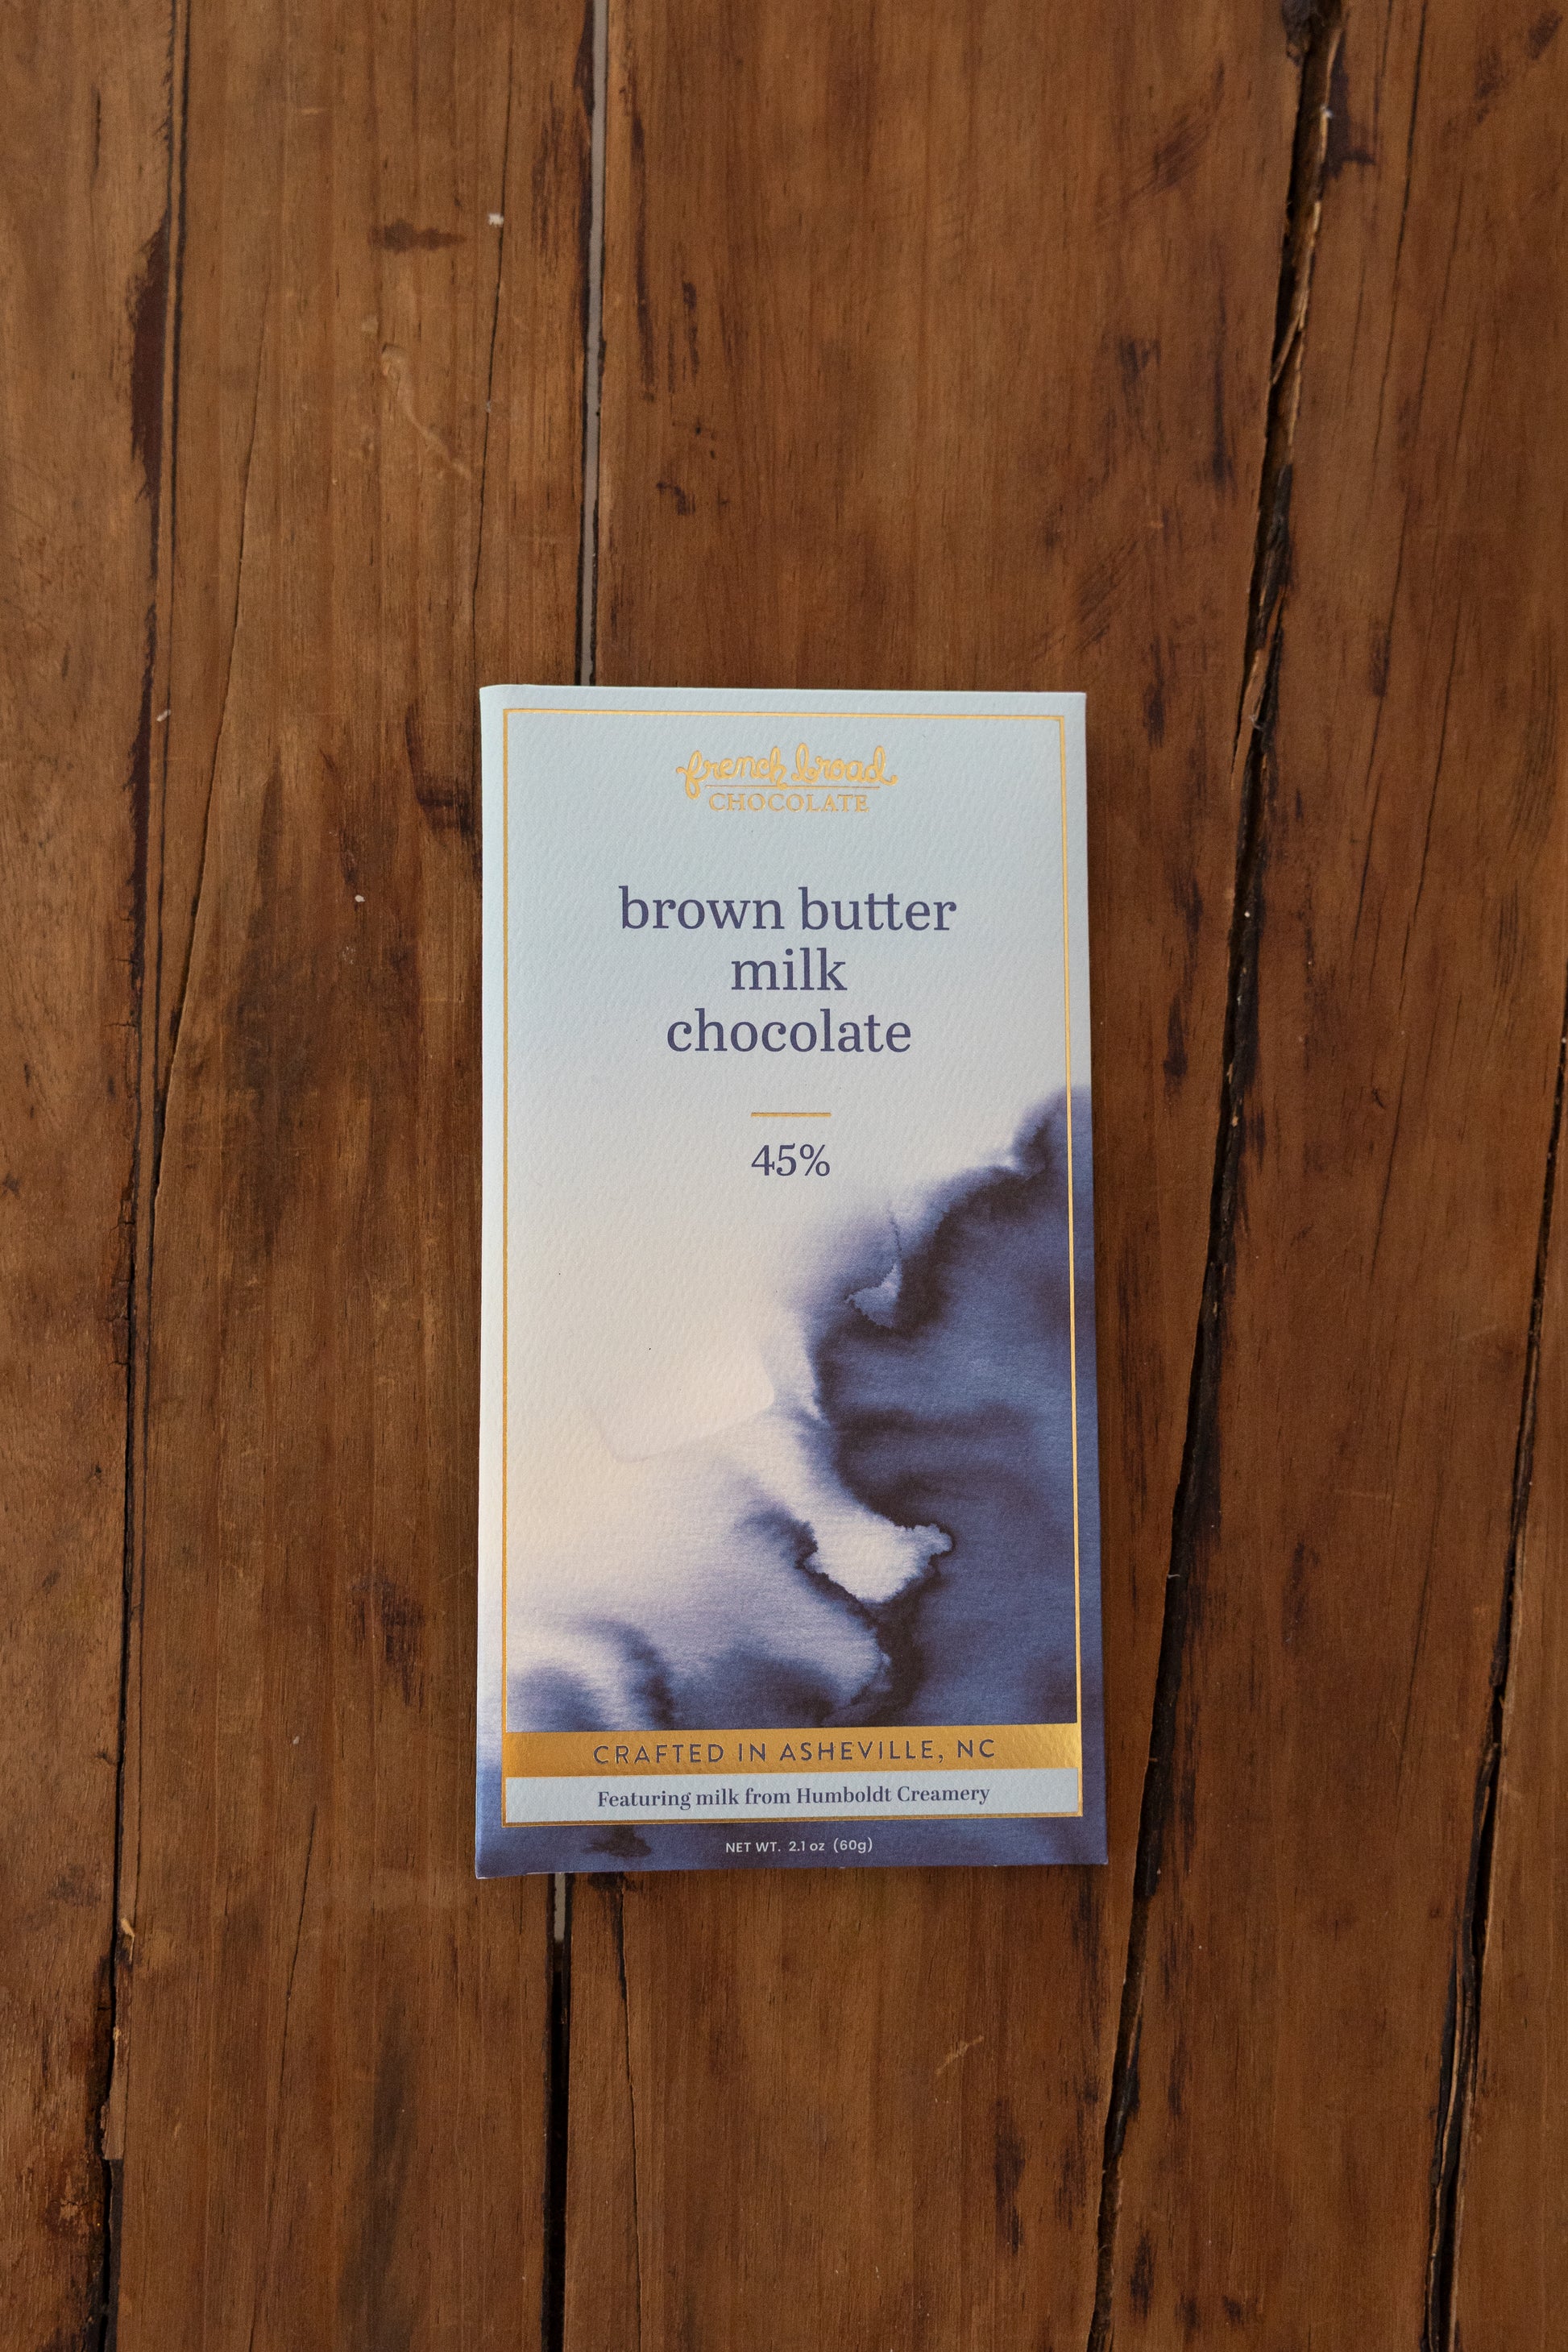 french broad
CHOCOLATE
brown butter
milk
chocolate
45%
CRAFTED IN ASHEVILLE, NC
Featuring milk from Humboldt Creamery
NET WT. 2.1 oz (60g)